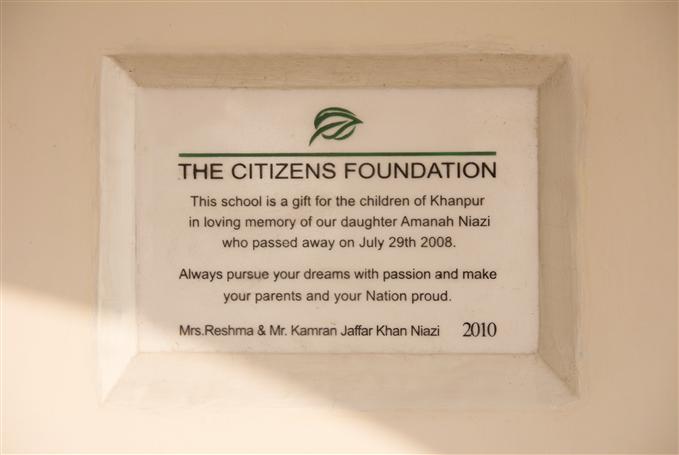 THE CITIZENS FOUNDATION
This school is a gift for the children of Khanpur
in loving memory of our daughter Amanah Niazi
who passed away on July 29th 2008.
Always pursue your dreams with passion and make
your parents and your Nation proud.
Mrs.Reshma & Mr. Kamran Jaffar Khan Niazi 2010